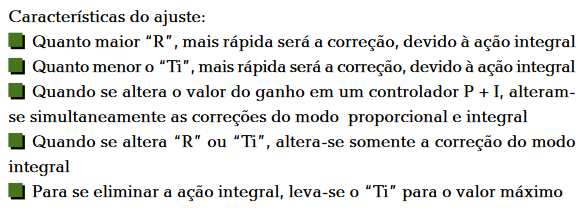 Características do ajuste:
Quanto maior “R”, mais rápida será a correção, devido à ação integral
Quanto menor o “Ti”, mais rápida será a correção, devido à ação integral
Quando se altera o valor do ganho em um controlador P + I, alteram-
se simultaneamente as correções do modo proporcional e integral
Quando se altera “R” ou “Ti”, altera-se somente a correção do modo
integral
Para se eliminar a ação integral, leva-se o “Ti” para o valor máximo